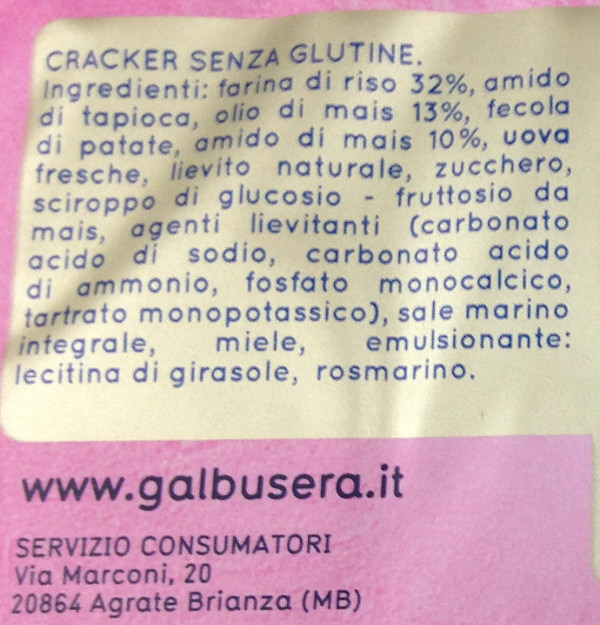 CRACKER SENZA GLUTINE.
Ingredienti: farina di riso 32%, amido
di tapioca, olio di mais 13%, fecola
di patate, amido di mais 10%, uova
fresche, lievito naturale, zucchero,
sciroppo di glucosio - fruttosio da
mais, agenti lievitanti (carbonato
acido di sodio, carbonato acido
di ammonio, fosfato monocalcico,
tartrato monopotassico), sale marino
integrale, miele, emulsionante:
lecitina di girasole, rosmarino.
www.galbusera.it
SERVIZIO CONSUMATORI
Via Marconi, 20
20864 Agrate Brianza (MB)